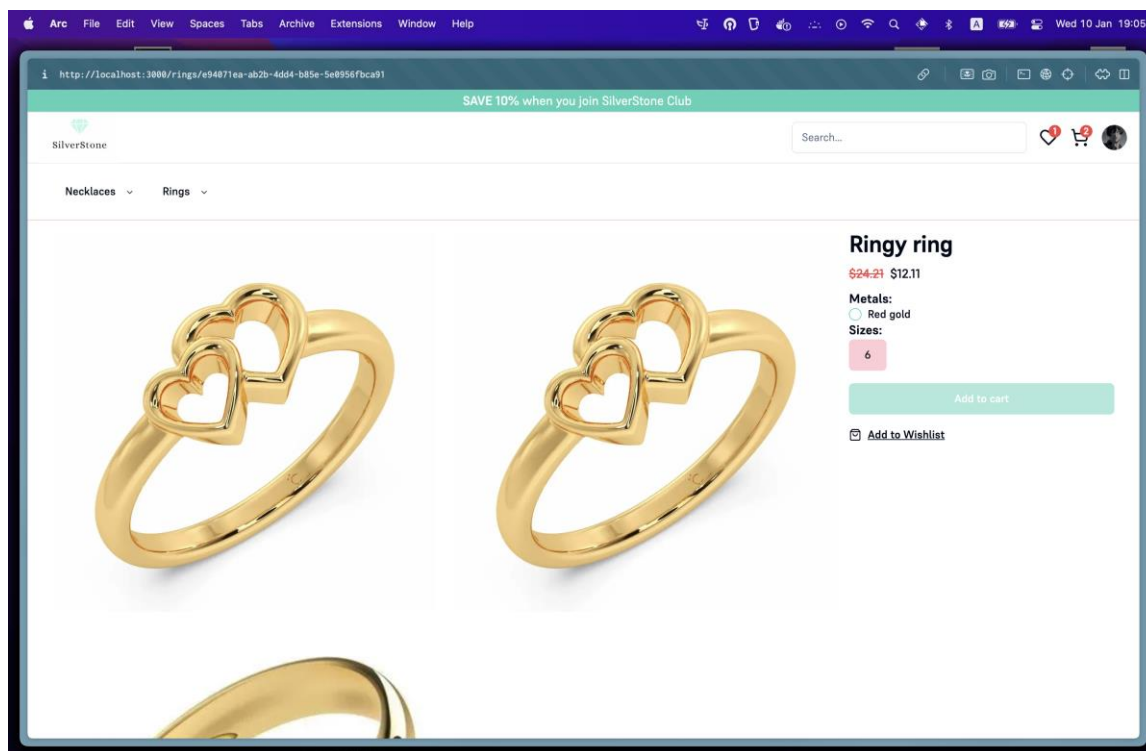 Arc File Edit View Spaces Tabs Archive Extensions Window Help A Wed 10 Jan 19:05
http://localhost:3000/rings/e94071ea-ab2b-4dd4-b85e-5e0956fbca91
SAVE 10% when you join SilverStone Club
SilverStone
Search...
1 2
Necklaces Rings
Ringy ring
$24.21 $12.11
Metals:
Red gold
Sizes:
6
Add to cart
Add to Wishlist